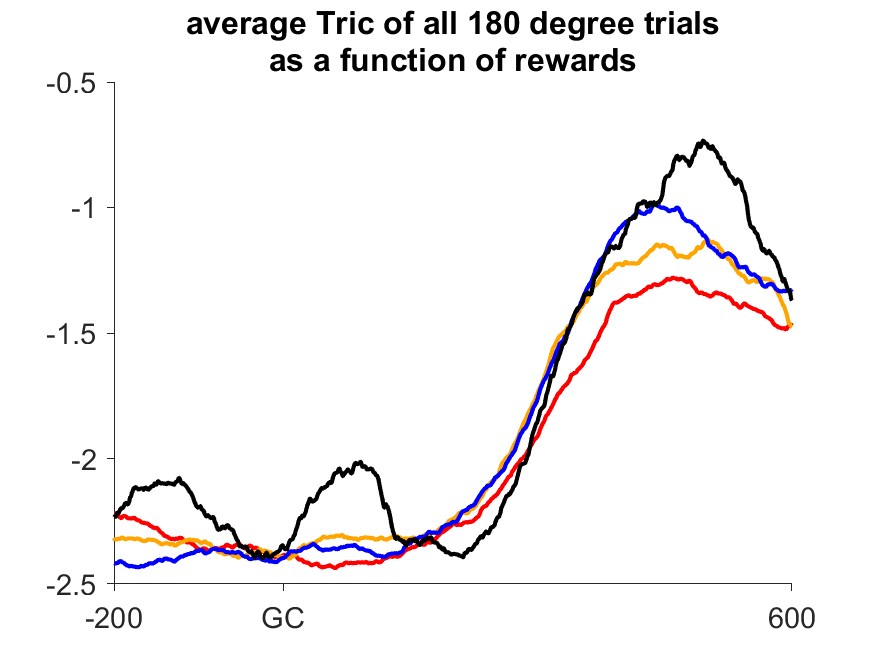 average Tric of all 180 degree trials
as a function of rewards
-0.5
-1
-1.5
-2
-2.5
-200
GC
600